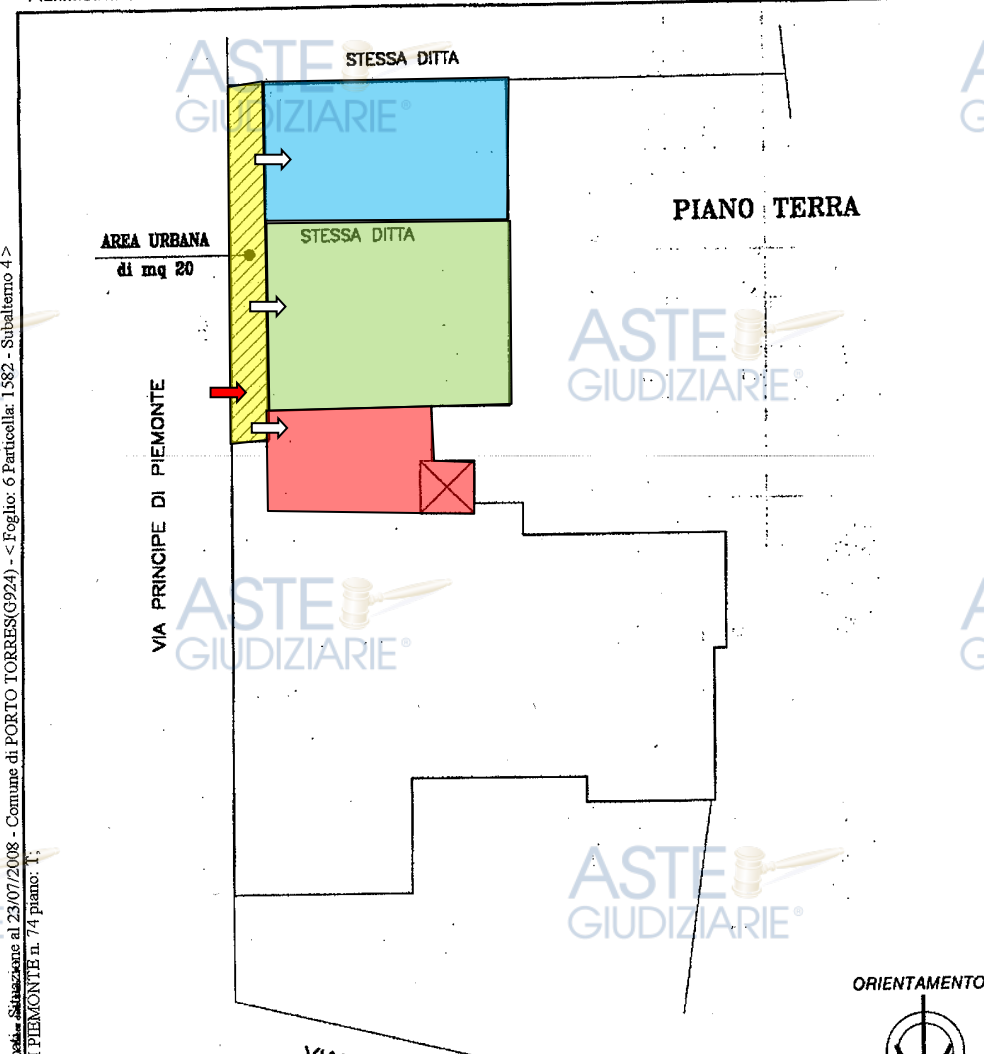 STESSA DITTA
ASTE
GIUDIZIARIE®
PIANO TERRA
STESSA DITTA
AREA URBANA
di mq 20
ASTE
GIUDIZIARIE®
VIA PRINCIPE DI PIEMONTE
ASTE
GIUDIZIARIE®
ASTE
GIUDIZIARIE®
ORIENTAMENTO
Situazione al 23/07/2008 - Comune di PORTO TORRES(G924) - < Foglio: 6 Particella: 1582 - Subalterno 4 >
PIEMONTE n. 74 piano: T;